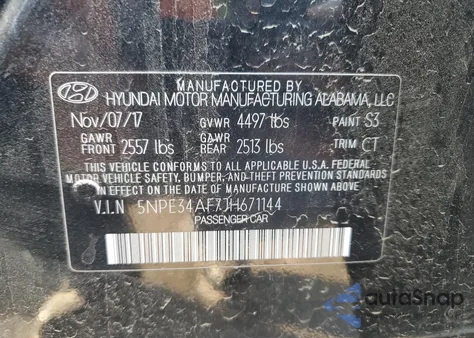 MANUFACTURED BY
HYUNDAI MOTOR MANUFACTURING ALABAMA, LLC
Nov/07/17 GVWR 4497 lbs PAINT S3
GAWR FRONT 2557 lbs GAWR REAR 2513 lbs TRIM CT
THIS VEHICLE CONFORMS TO ALL APPLICABLE U.S.A. FEDERAL
MOTOR VEHICLE SAFETY, BUMPER, AND THEFT PREVENTION STANDARDS
IN EFFECT ON THE DATE OF MANUFACTURE SHOWN ABOVE.
V.I.N 5NPE34AF7JH671144
PASSENGER CAR
AutoSnap